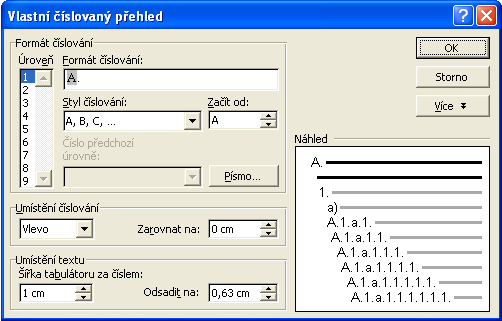 Vlastní číslovaný přehled
Formát číslování
Úroveň
1
2
3
4
5
6
7
8
9
Formát číslování:
A.
Styl číslování:
A, B, C, ...
Začít od:
A
Číslo předchozí
úrovně:
Písmo...
Umístění číslování
Vlevo
Zarovnat na:
0 cm
Umístění textu
Šířka tabulátoru za číslem:
1 cm
Odsadit na:
0,63 cm
OK
Storno
Více
Náhled
A.
1.
a)
A.1.a.1.
A.1.a.1.1.
A.1.a.1.1.1.
A.1.a.1.1.1.1.
A.1.a.1.1.1.1.1.
A.1.a.1.1.1.1.1.1.